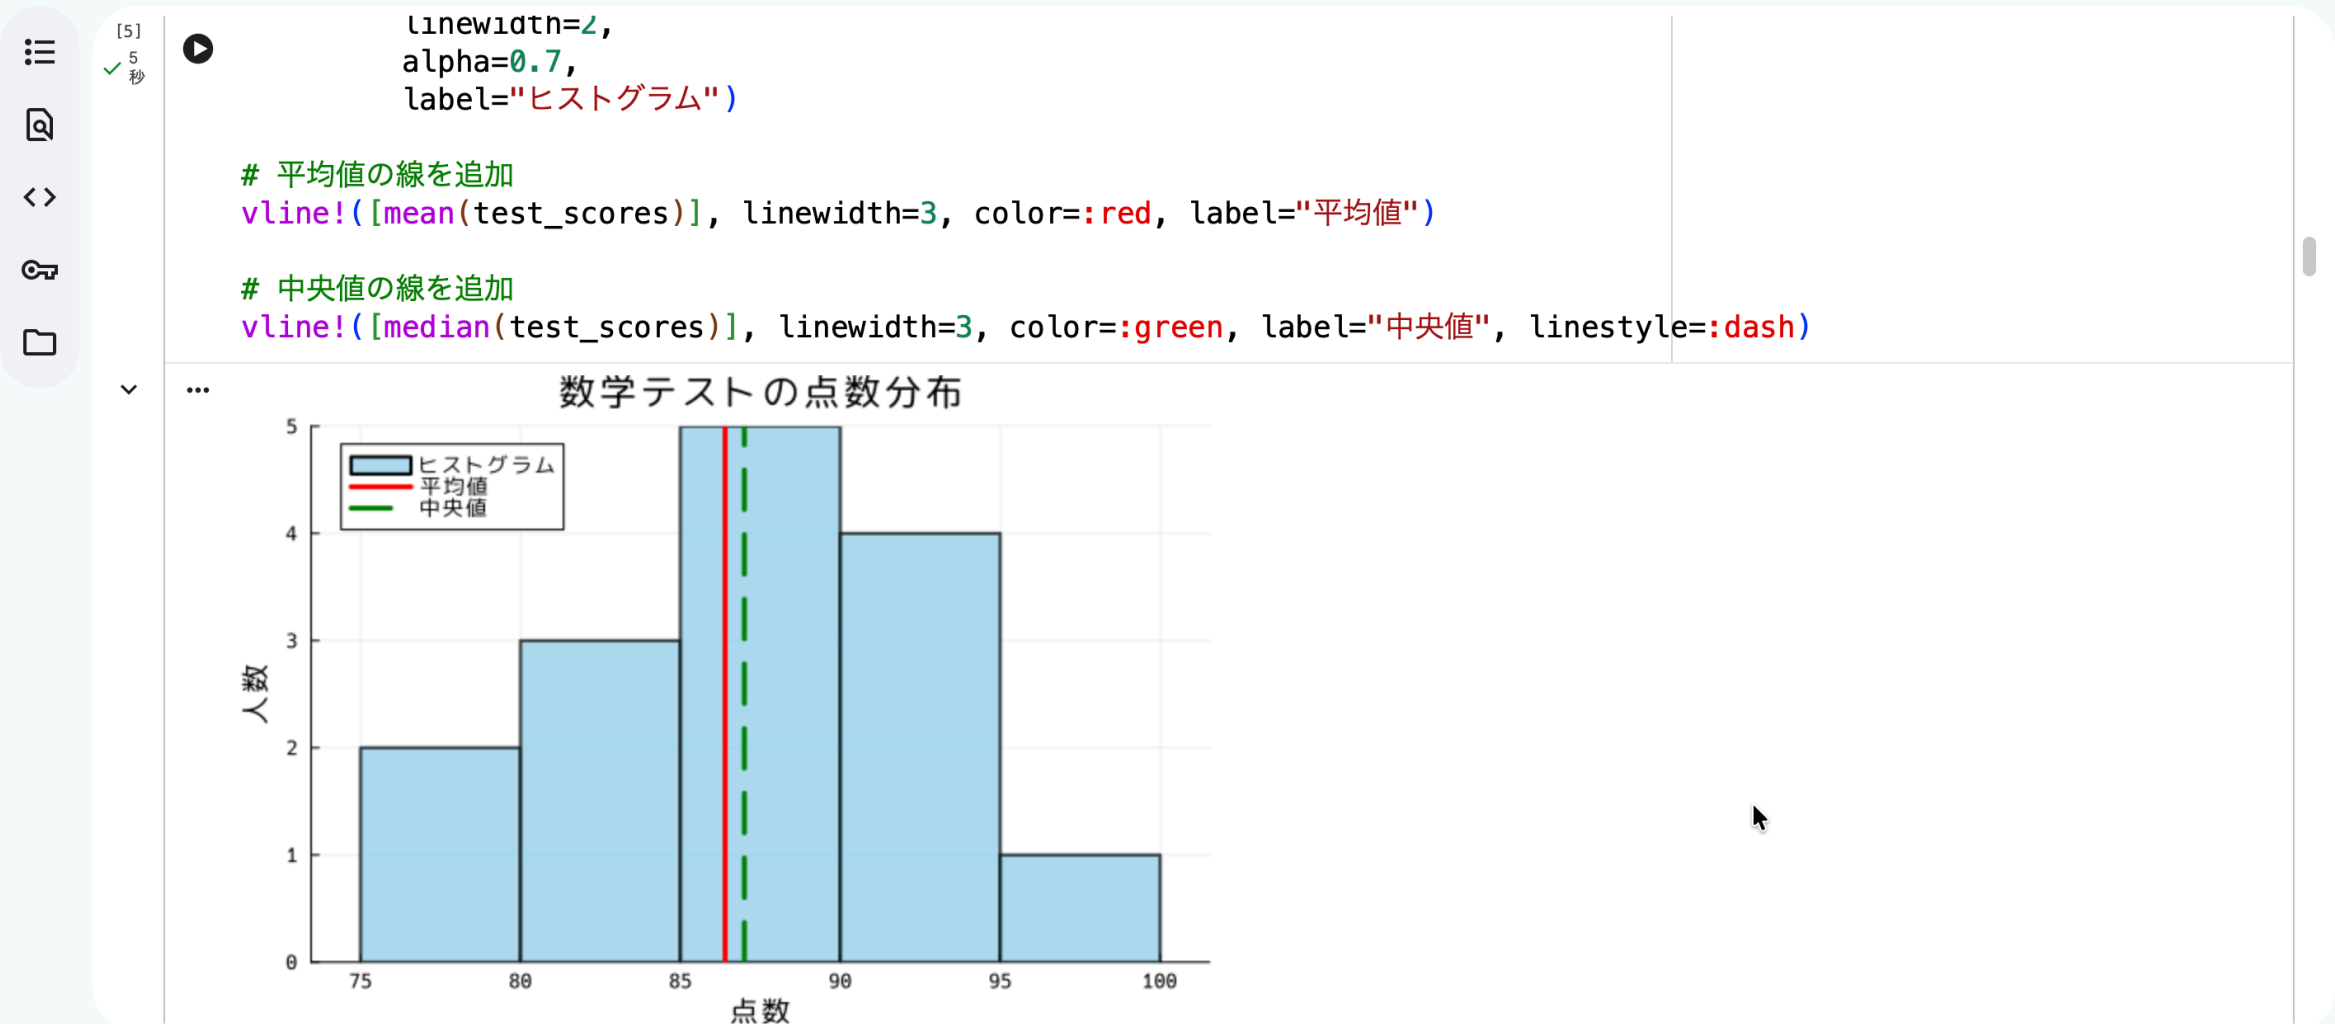 [5]
5
秒
linewidth=2,
alpha=0.7,
label="ヒストグラム")
# 平均値の線を追加
vline!([mean(test_scores)], linewidth=3, color=:red, label="平均値")
# 中央値の線を追加
vline!([median(test_scores)], linewidth=3, color=:green, label="中央値", linestyle=:dash)
数学テストの点数分布
ヒストグラム
平均値
中央値
5
4
3
2
1
0
人数
75 80 85 90 95 100
点数